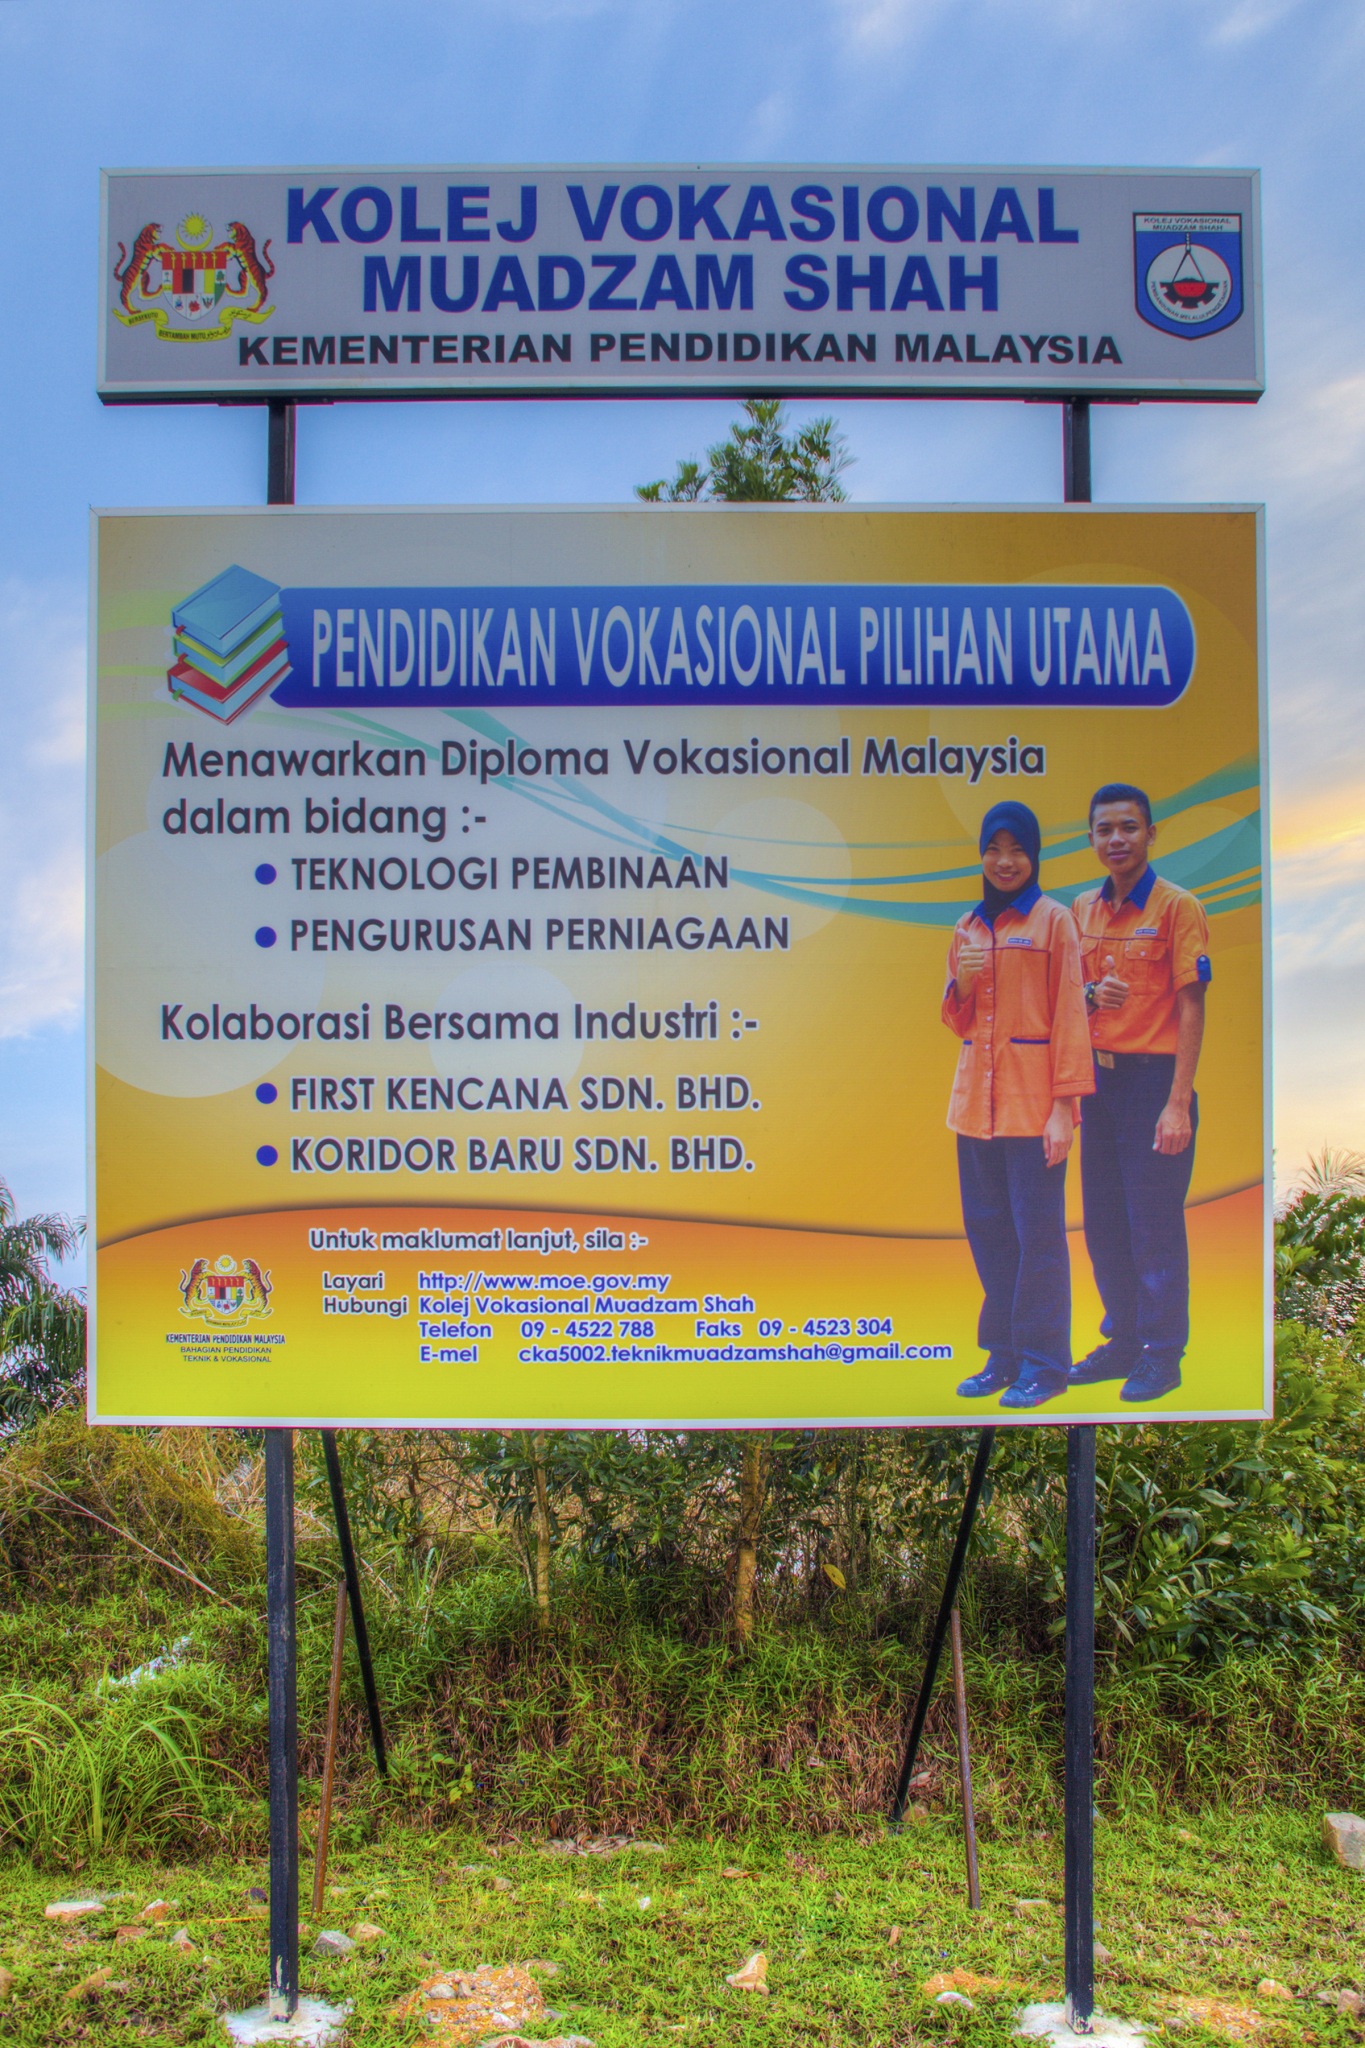 KOLEJ VOKASIONAL
MUADZAM SHAH
KEMENTERIAN PENDIDIKAN MALAYSIA
BERSEKUTU
BERTAMBAH MUTU
KOLEJ VOKASIONAL
MUADZAM SHAH
PENDIDIKAN VOKASIONAL PILIHAN UTAMA
Menawarkan Diploma Vokasional Malaysia
dalam bidang :-
• TEKNOLOGI PEMBINAAN
• PENGURUSAN PERNIAGAAN
Kolaborasi Bersama Industri :-
• FIRST KENCANA SDN. BHD.
• KORIDOR BARU SDN. BHD.
Untuk maklumat lanjut, sila :-
Layari http://www.moe.gov.my
Hubungi Kolej Vokasional Muadzam Shah
Telefon 09 - 4522 788 Faks 09 - 4523 304
E-mel cka5002.teknikmuadzamshah@gmail.com
KEMENTERIAN PENDIDIKAN MALAYSIA
BAHAGIAN PENDIDIKAN
TEKNIK & VOKASIONAL